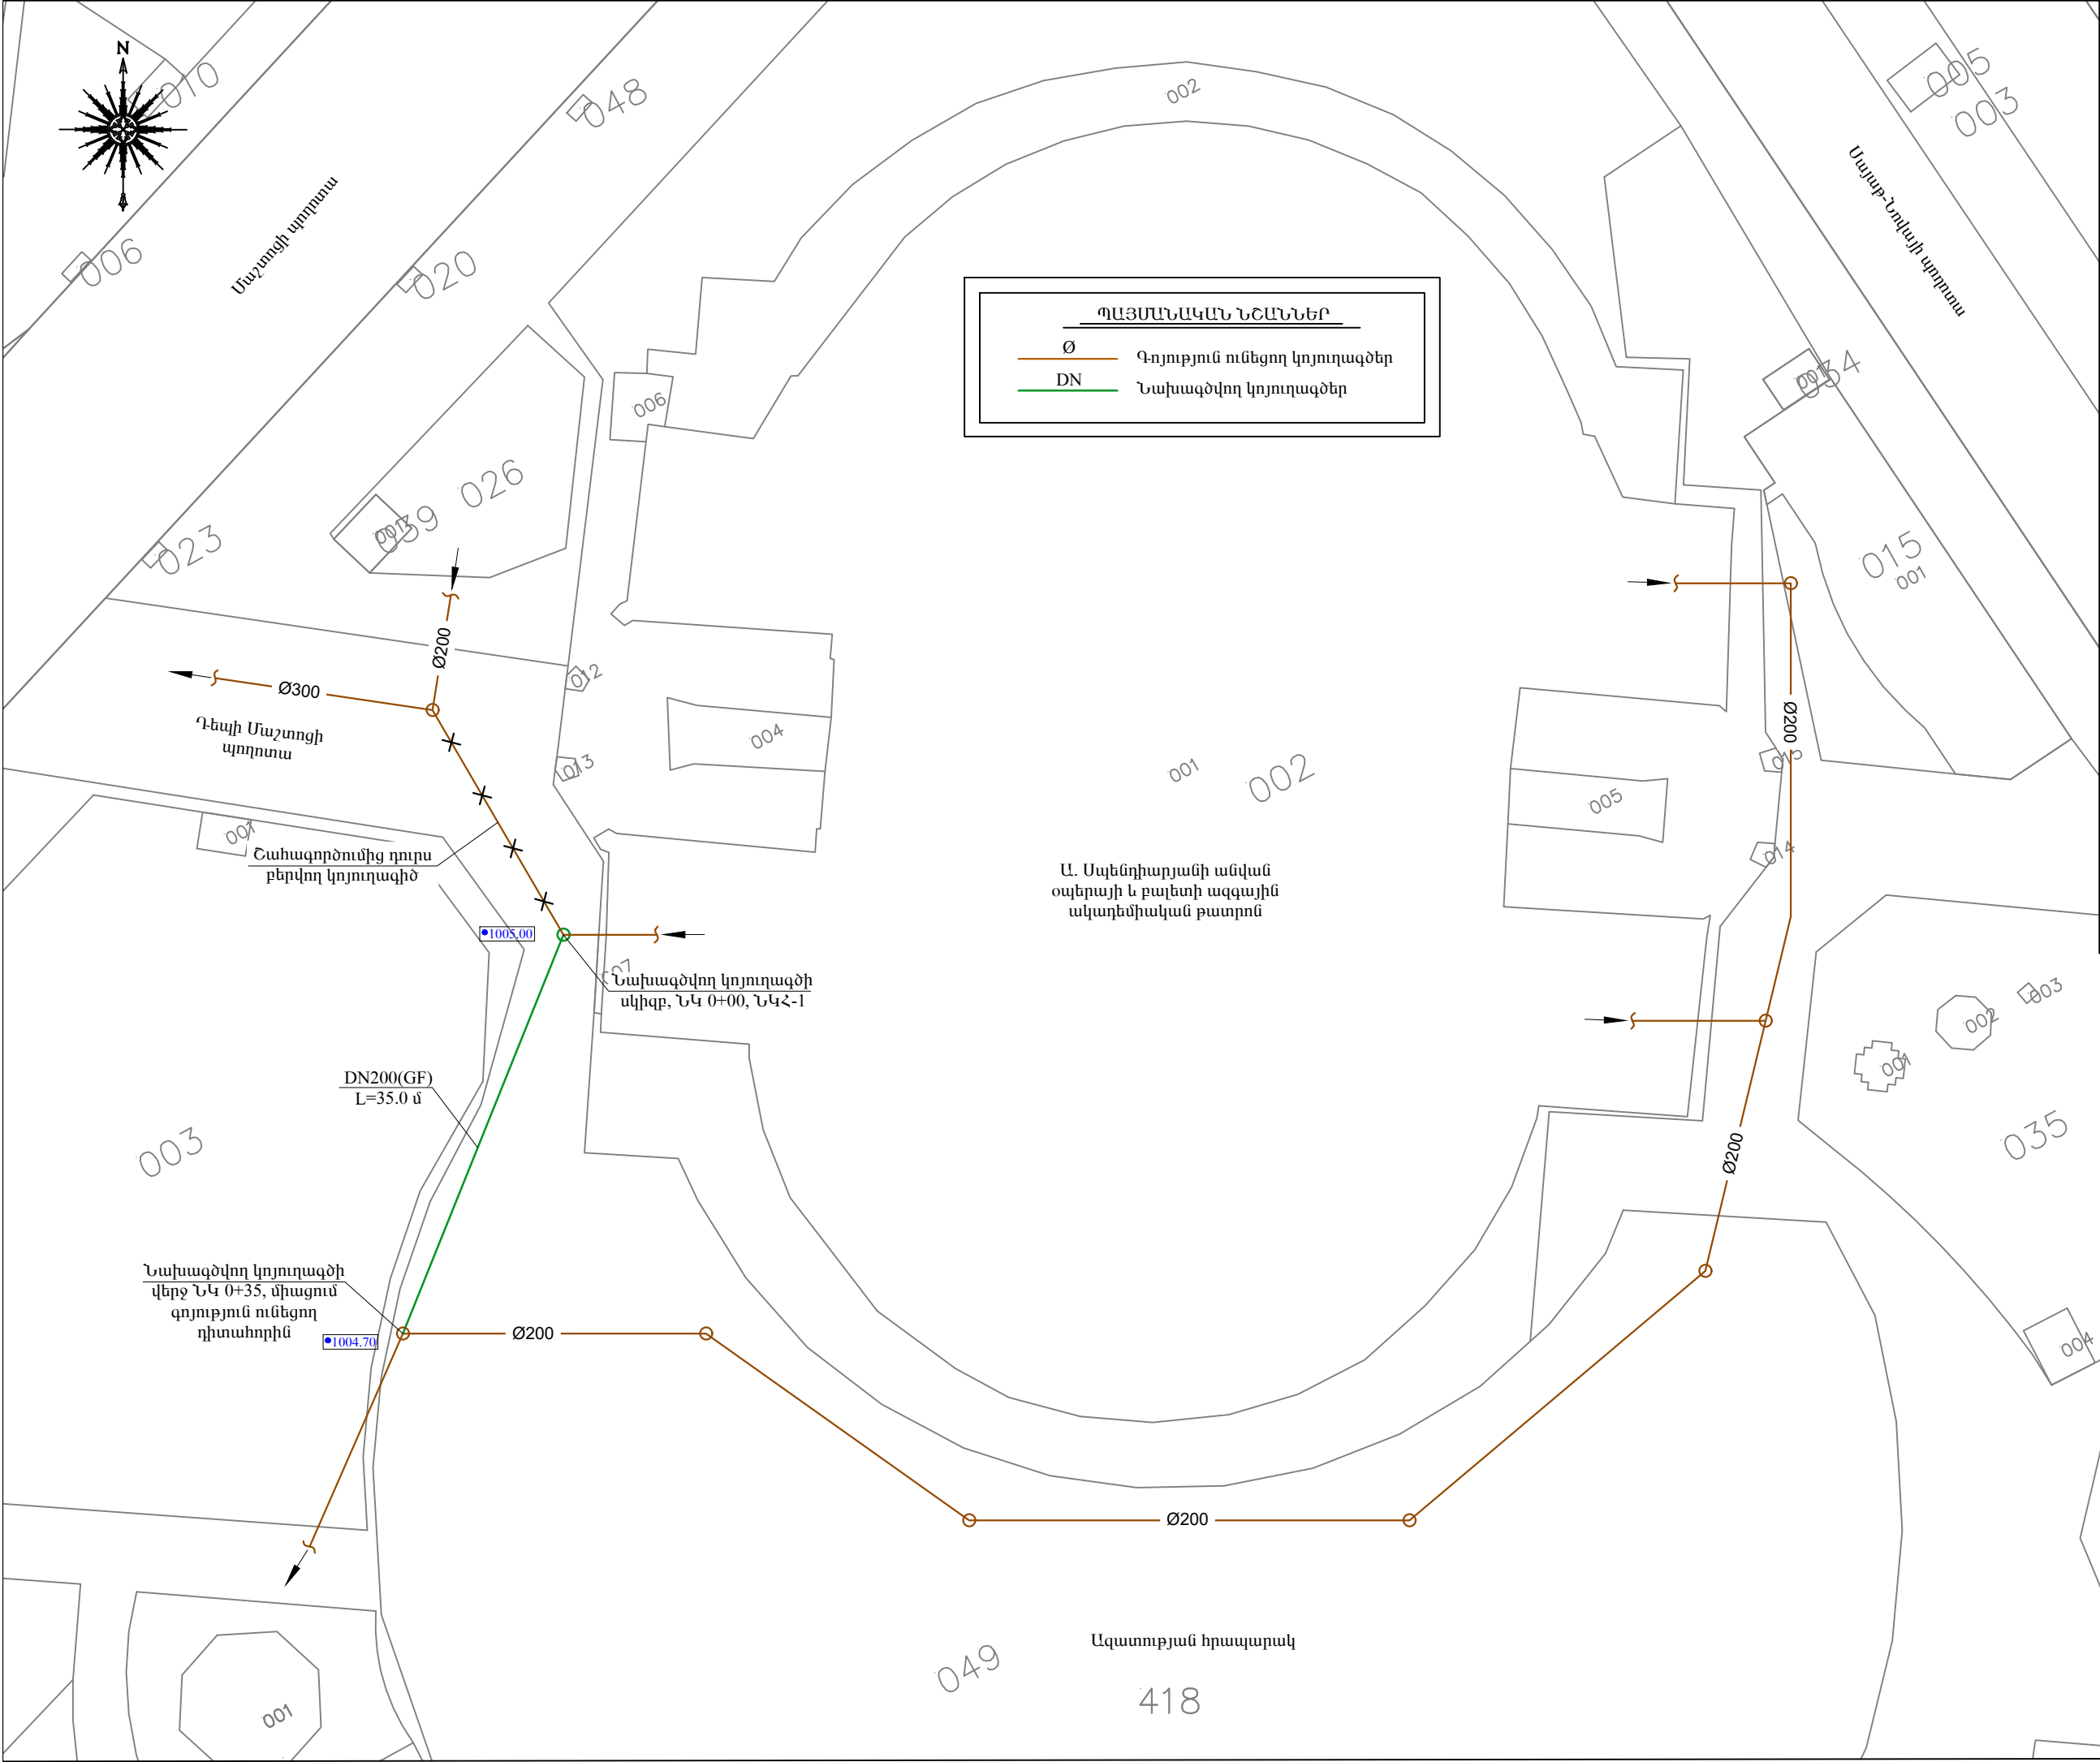 N
010
048
002
005
003
Մաշտոցի պողոտա
Սայաթ-Նովայի պողոտա
006
020
ՊԱՅՄԱՆԱԿԱՆ ՆՇԱՆՆԵՐ
Ø
Գոյություն ունեցող կոյուղագծեր
DN
Նախագծվող կոյուղագծեր
034
006
026
039
023
015
001
Ø200
012
Ø300
Դեպի Մաշտոցի
պողոտա
004
013
001
002
Ø200
005
001
014
Շահագործումից դուրս
բերվող կոյուղագիծ
Ա. Սպենդիարյանի անվան
օպերայի և բալետի ազգային
ակադեմիական թատրոն
1005.00
Նախագծվող կոյուղագծի
սկիզբ, ՆԿ 0+00, ՆԿՀ-1
003
002
001
DN200(GF)
L=35.0 մ
003
Ø200
035
Նախագծվող կոյուղագծի
վերջ ՆԿ 0+35, միացում
գոյություն ունեցող
դիտահորին
1004.70
Ø200
004
Ø200
Ազատության հրապարակ
049
418
001